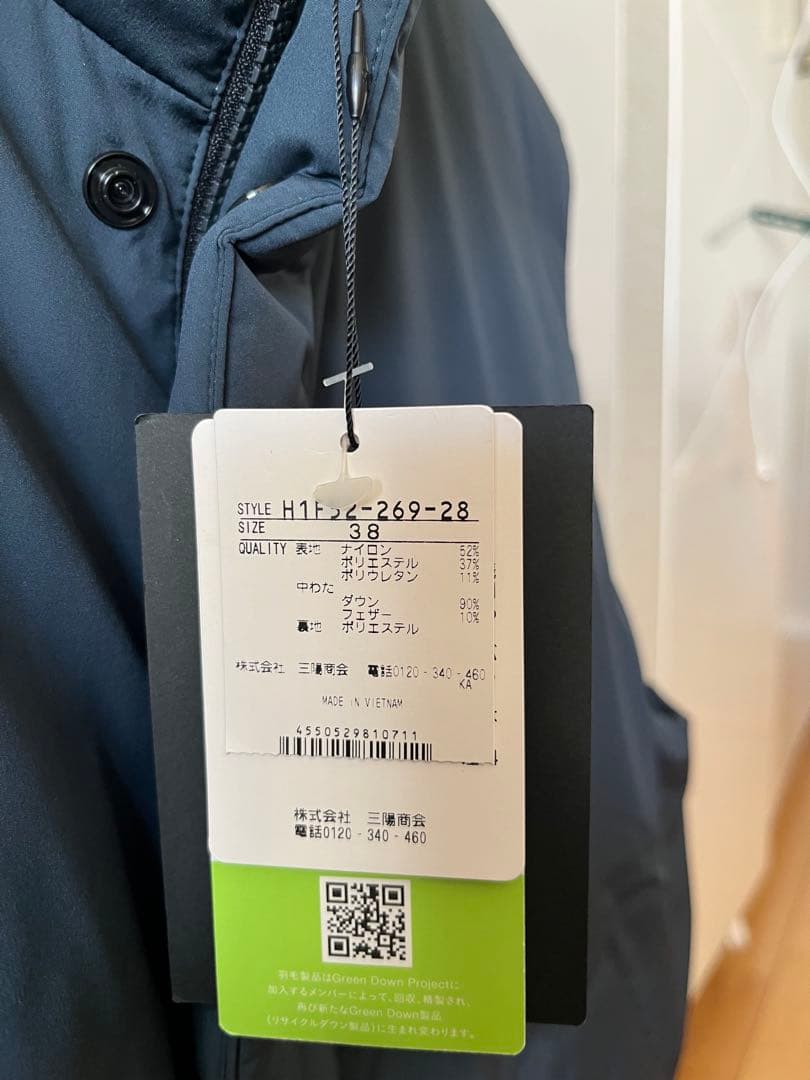 STYLE H1F52-269-28
SIZE 38
QUALITY 表地 ナイロン 52%
ポリエステル 37%
ポリウレタン 11%
中わた
ダウン 90%
フェザー 10%
裏地 ポリエステル
株式会社 三陽商会 電話0120-340-460
KA
MADE IN VIETNAM
4550529810711
株式会社 三陽商会
電話0120-340-460
羽毛製品はGreen Down Projectに
加入するメンバーによって、回収、精製され、
再び新たなGreen Down製品
(リサイクルダウン製品)に生まれ変わります。